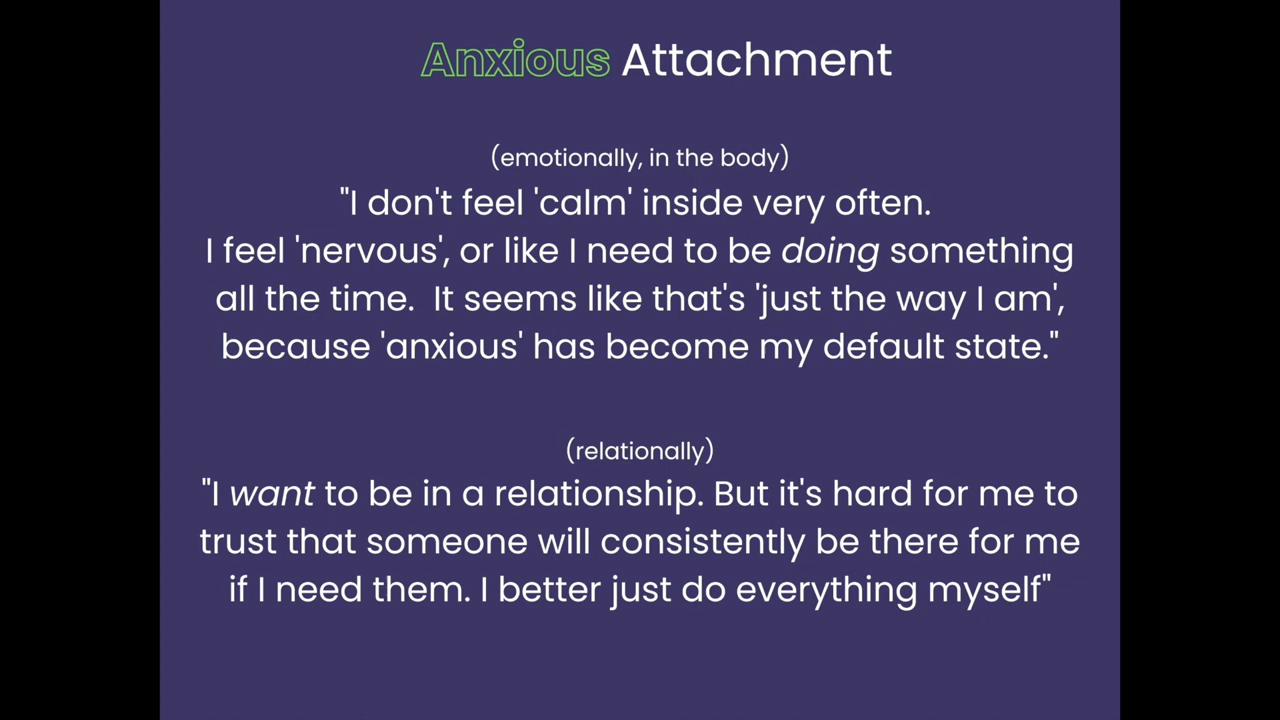 Anxious Attachment
(emotionally, in the body)
"I don't feel 'calm' inside very often.
I feel 'nervous', or like I need to be doing something
all the time.  It seems like that's 'just the way I am',
because 'anxious' has become my default state."
(relationally)
"I want to be in a relationship. But it's hard for me to
trust that someone will consistently be there for me
if I need them. I better just do everything myself"